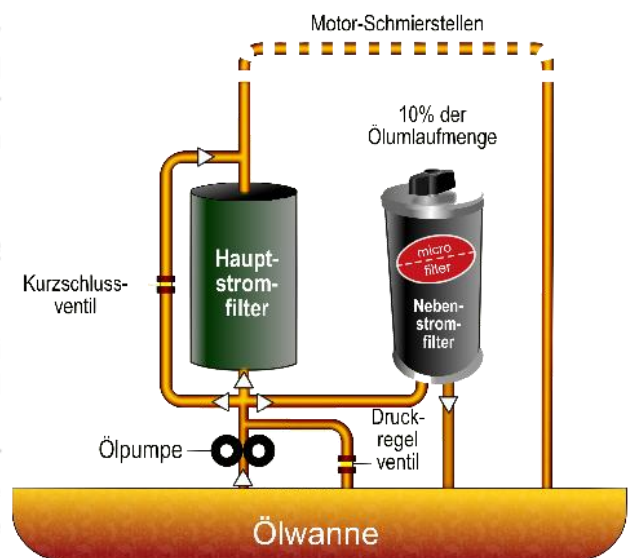 Motor-Schmierstellen
10% der
Ölumlaufmenge
Haupt-
strom-
filter
micro
filter
Neben-
strom-
filter
Kurzschluss-
ventil
Druck-
regel
ventil
Ölpumpe
Ölwanne